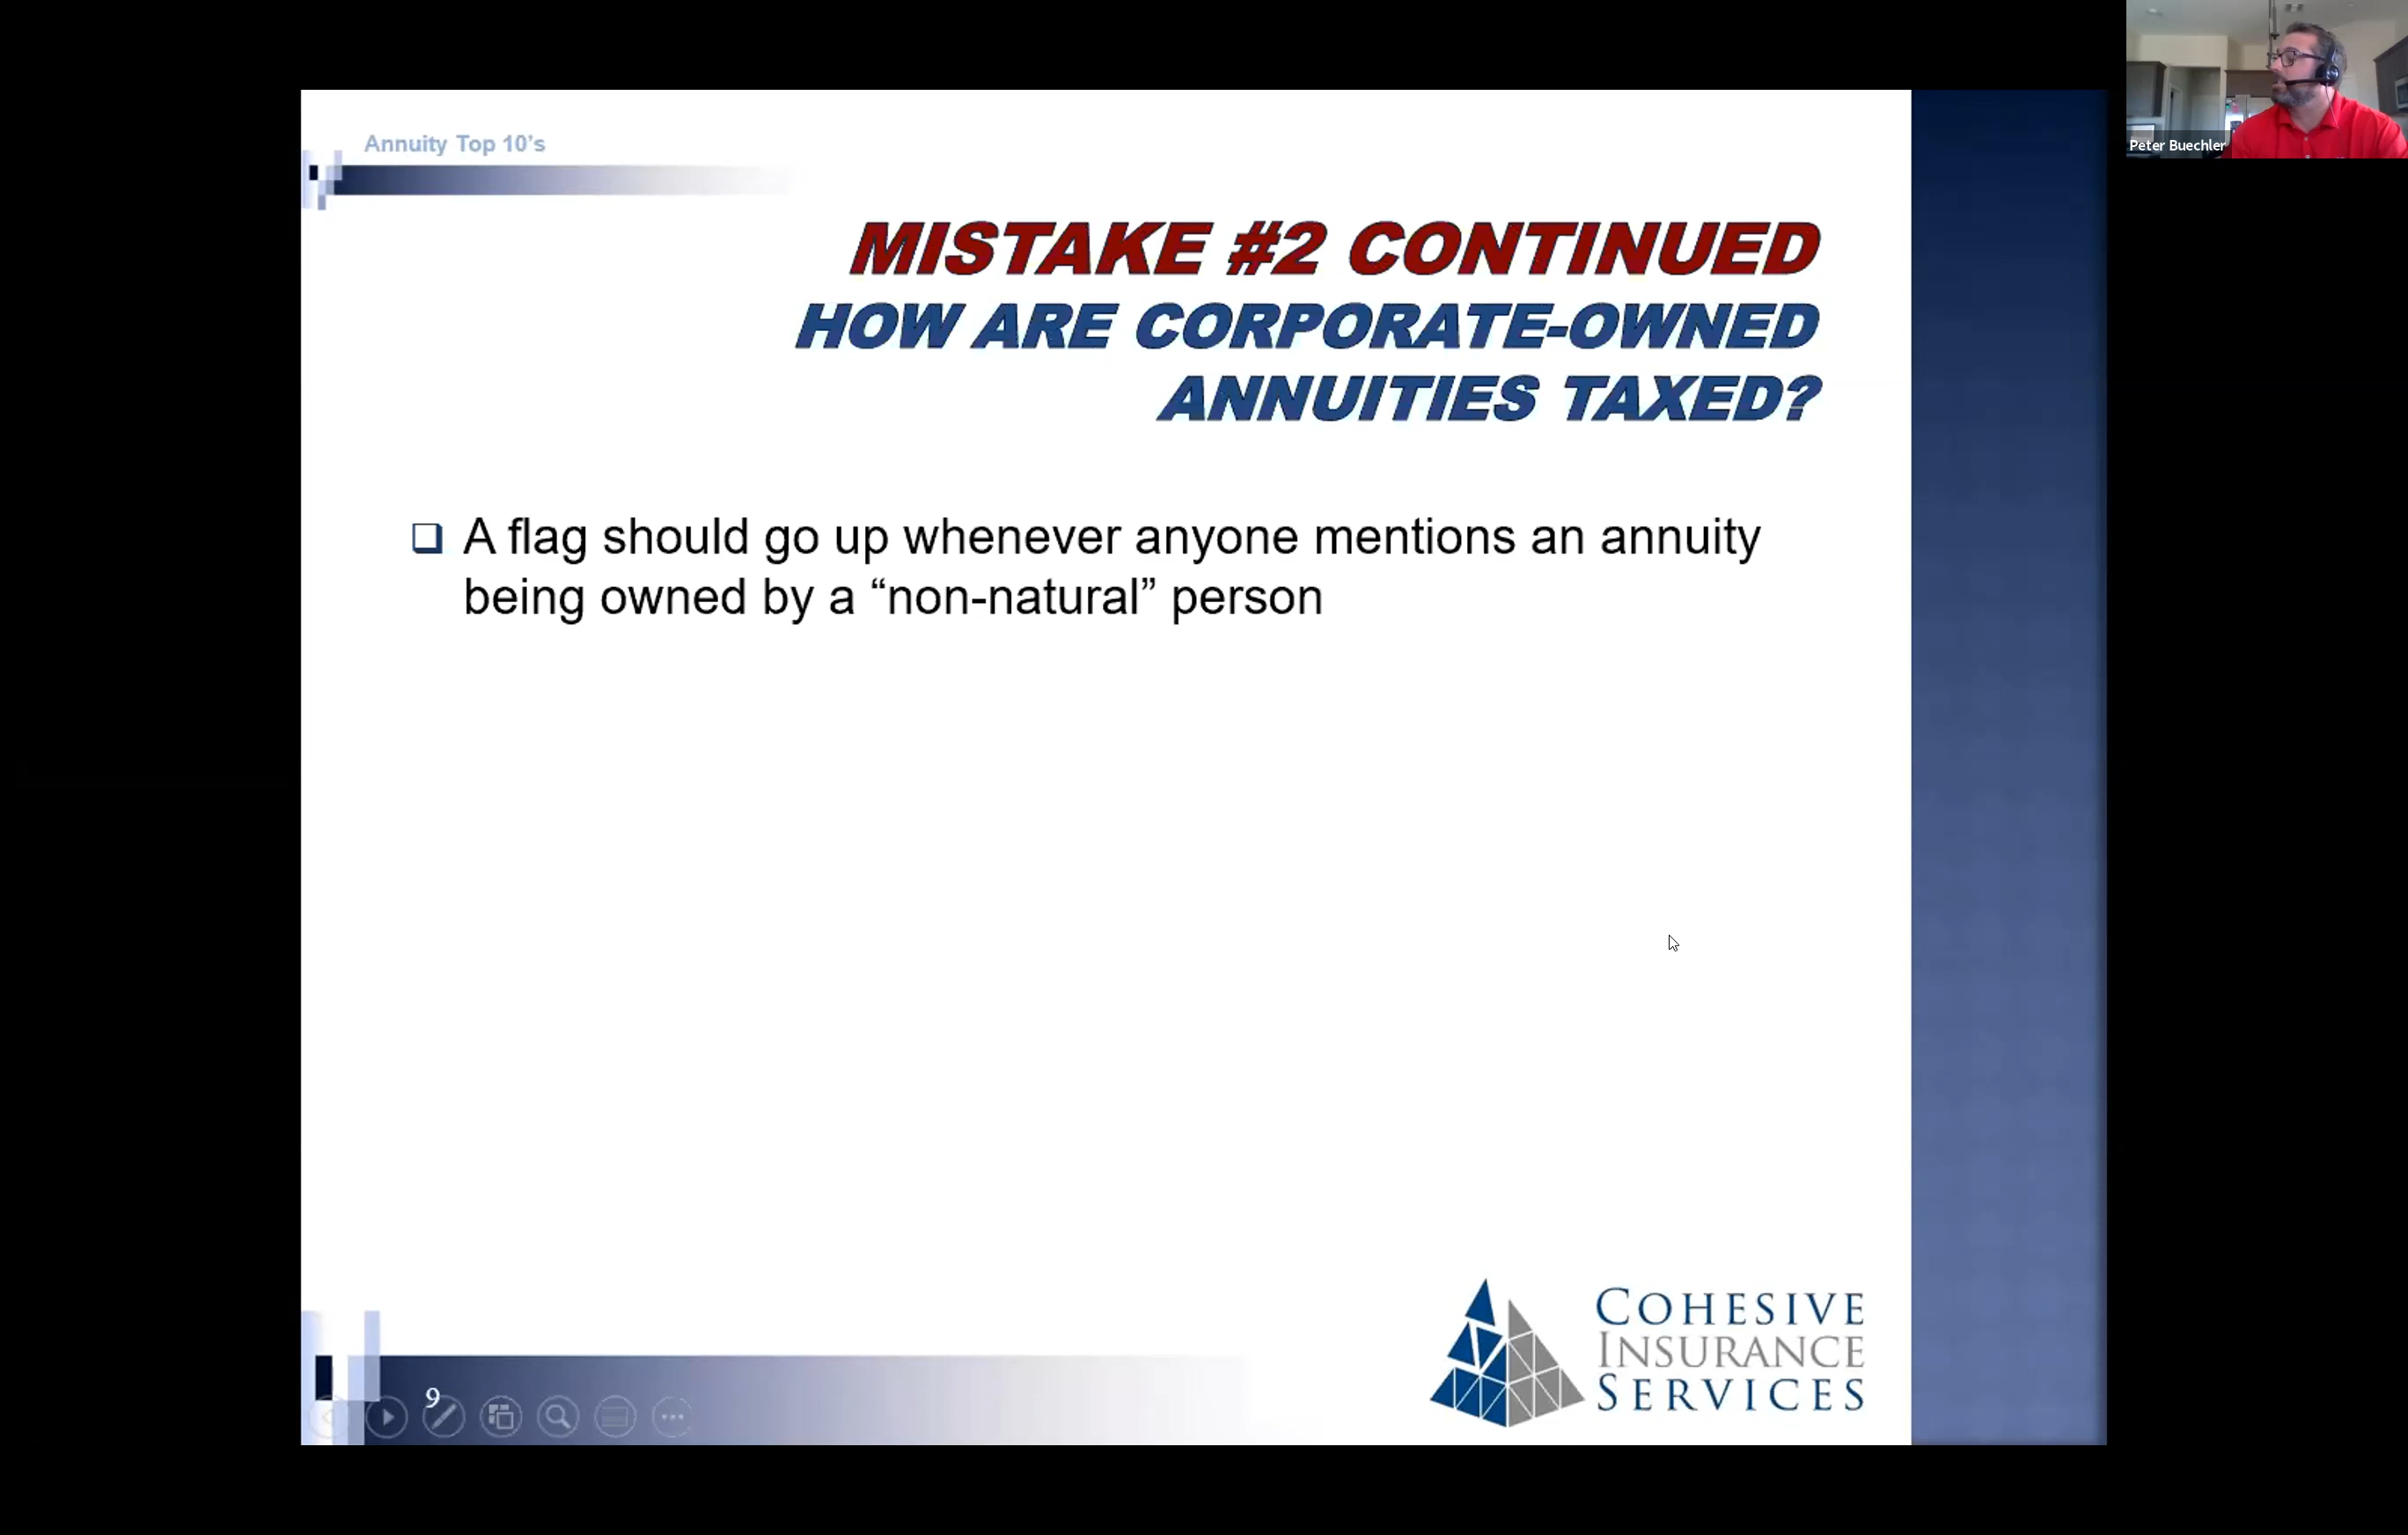 Peter Buechler
Annuity Top 10's
MISTAKE #2 CONTINUED
HOW ARE CORPORATE-OWNED
ANNUITIES TAXED?
A flag should go up whenever anyone mentions an annuity
being owned by a “non-natural” person
COHESIVE
INSURANCE
SERVICES
9